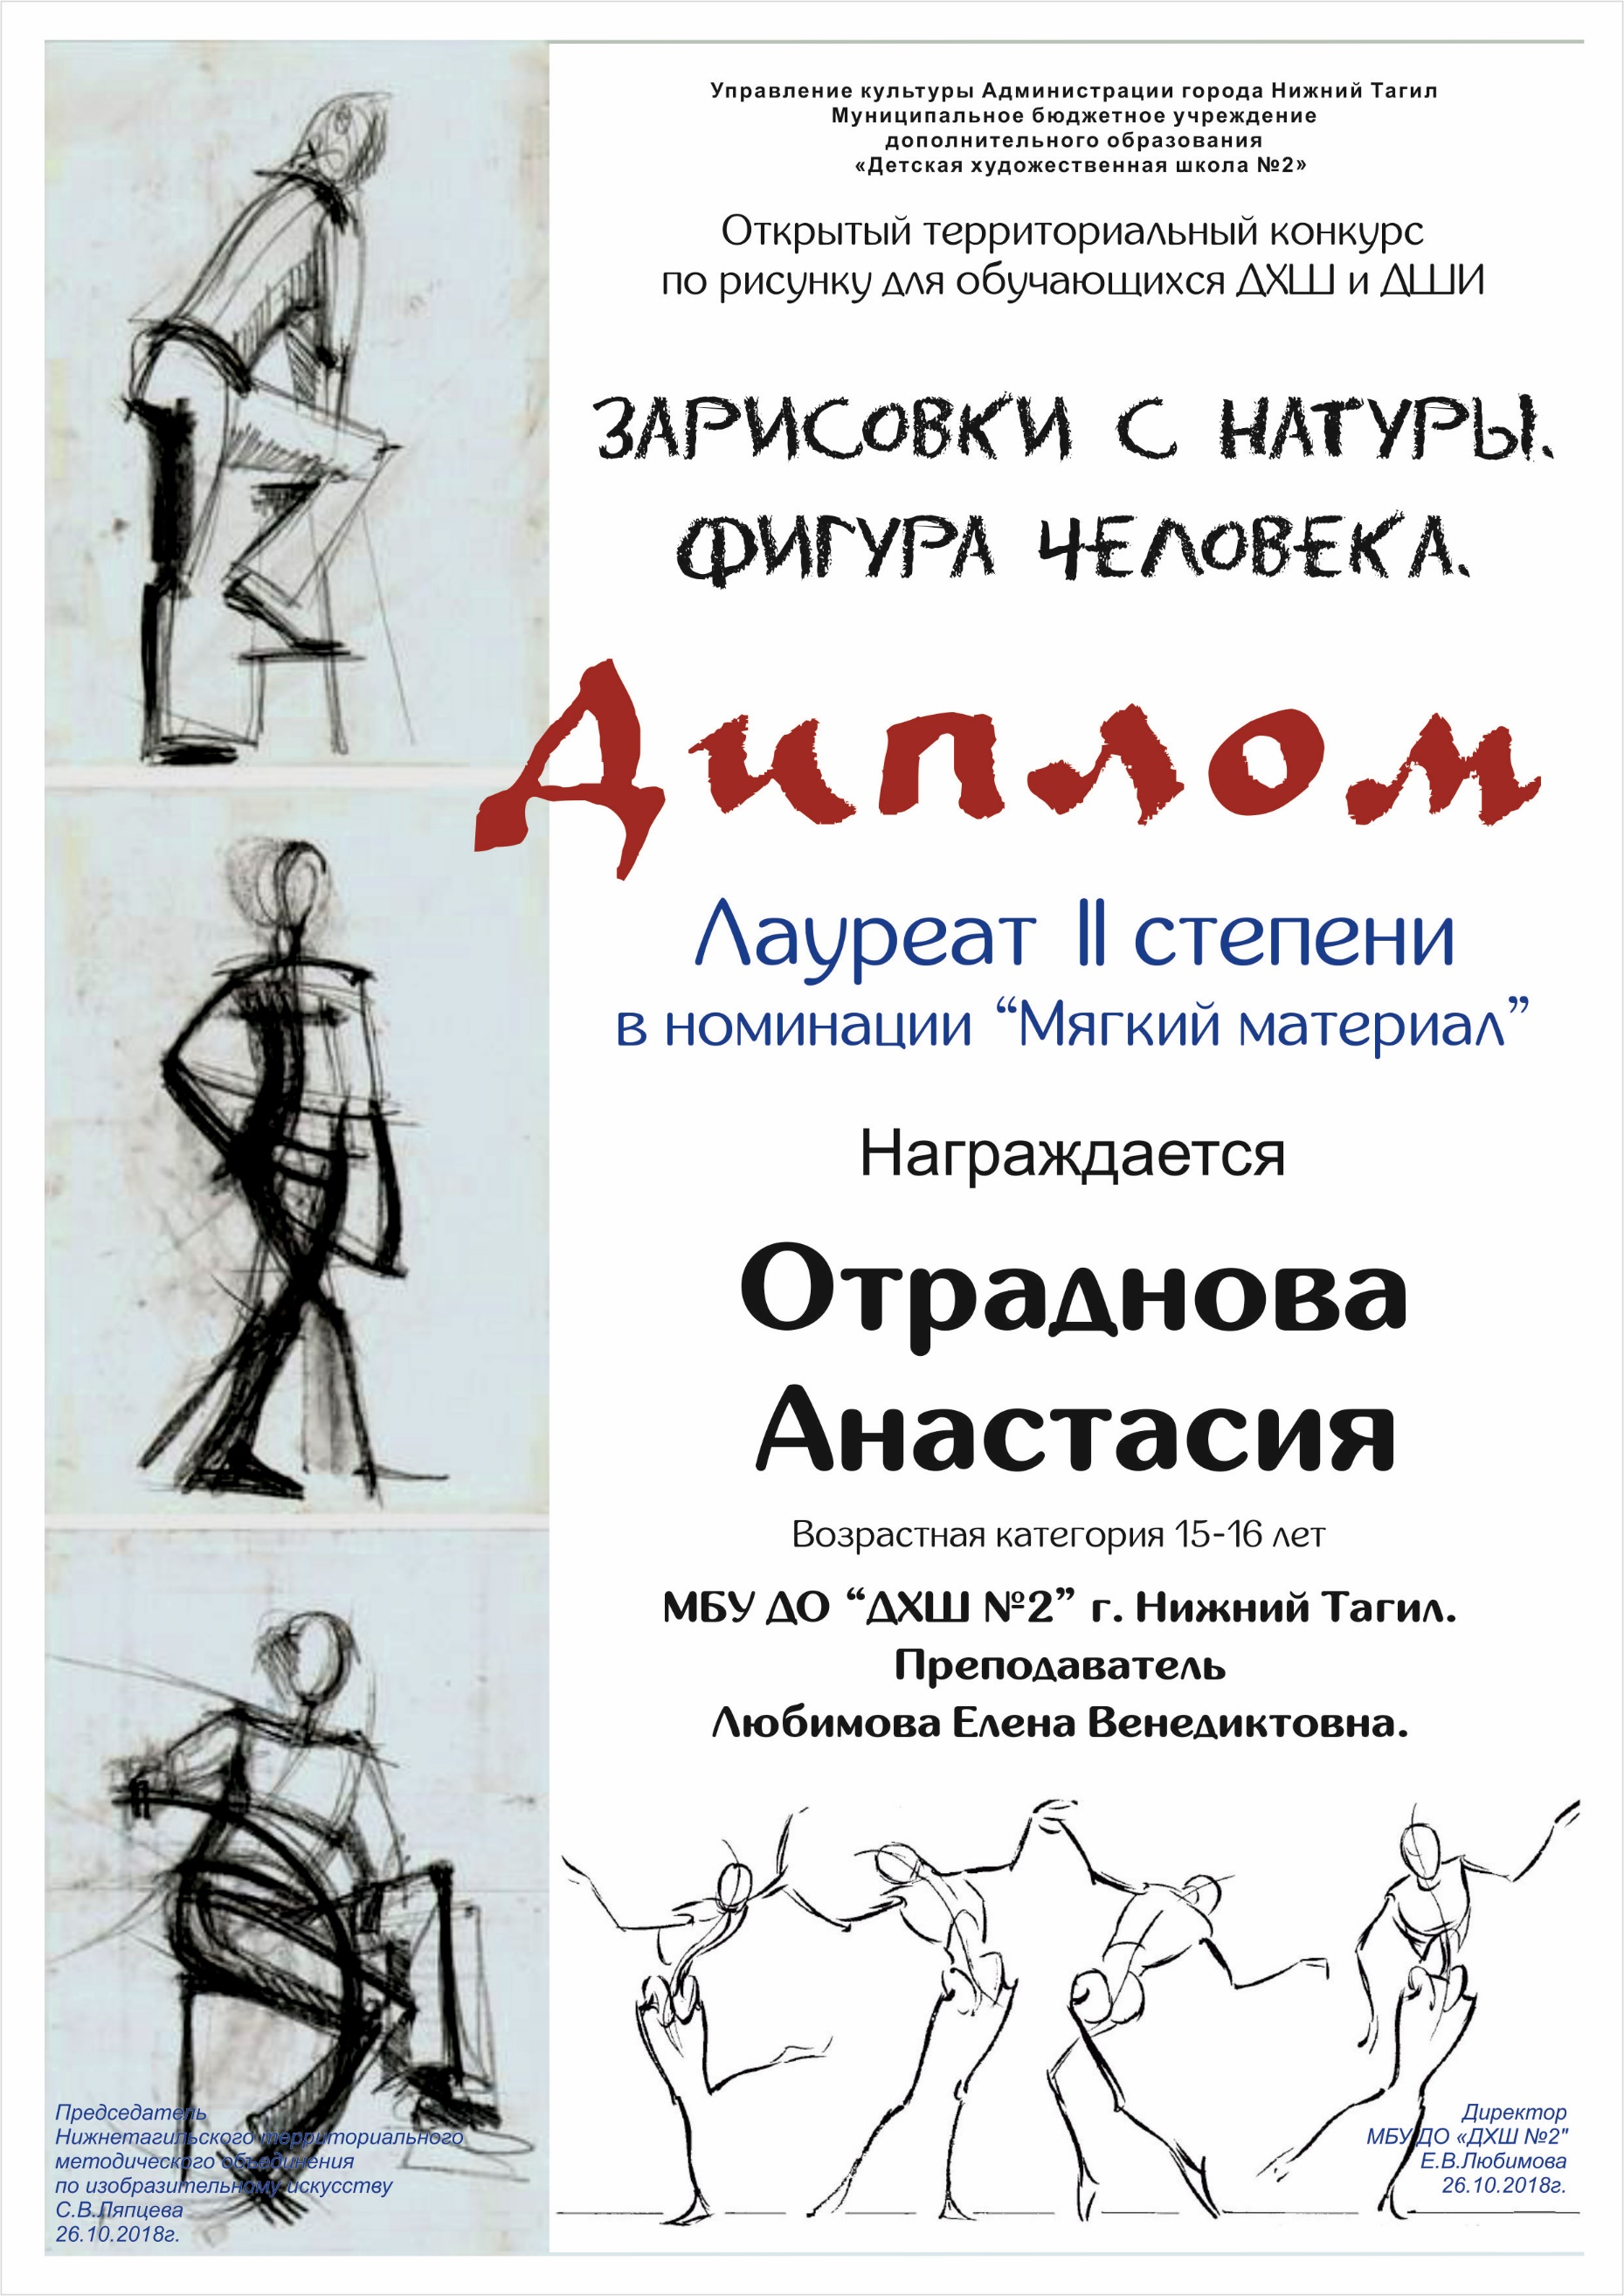 Управление культуры Администрации города Нижний Тагил
Муниципальное бюджетное учреждение
дополнительного образования
«Детская художественная школа №2»
Открытый территориальный конкурс
по рисунку для обучающихся ДХШ и ДШИ
ЗАРИСОВКИ С НАТУРЫ.
ФИГУРА ЧЕЛОВЕКА.
Диплом
Лауреат II степени
в номинации “Мягкий материал”
Награждается
Отраднова
Анастасия
Возрастная категория 15-16 лет
МБУ ДО “ДХШ №2” г. Нижний Тагил.
Преподаватель
Любимова Елена Венедиктовна.
Председатель
Нижнетагильского территориального
методического объединения
по изобразительному искусству
С.В.Ляпцева
26.10.2018г.
Директор
МБУ ДО «ДХШ №2"
Е.В.Любимова
26.10.2018г.